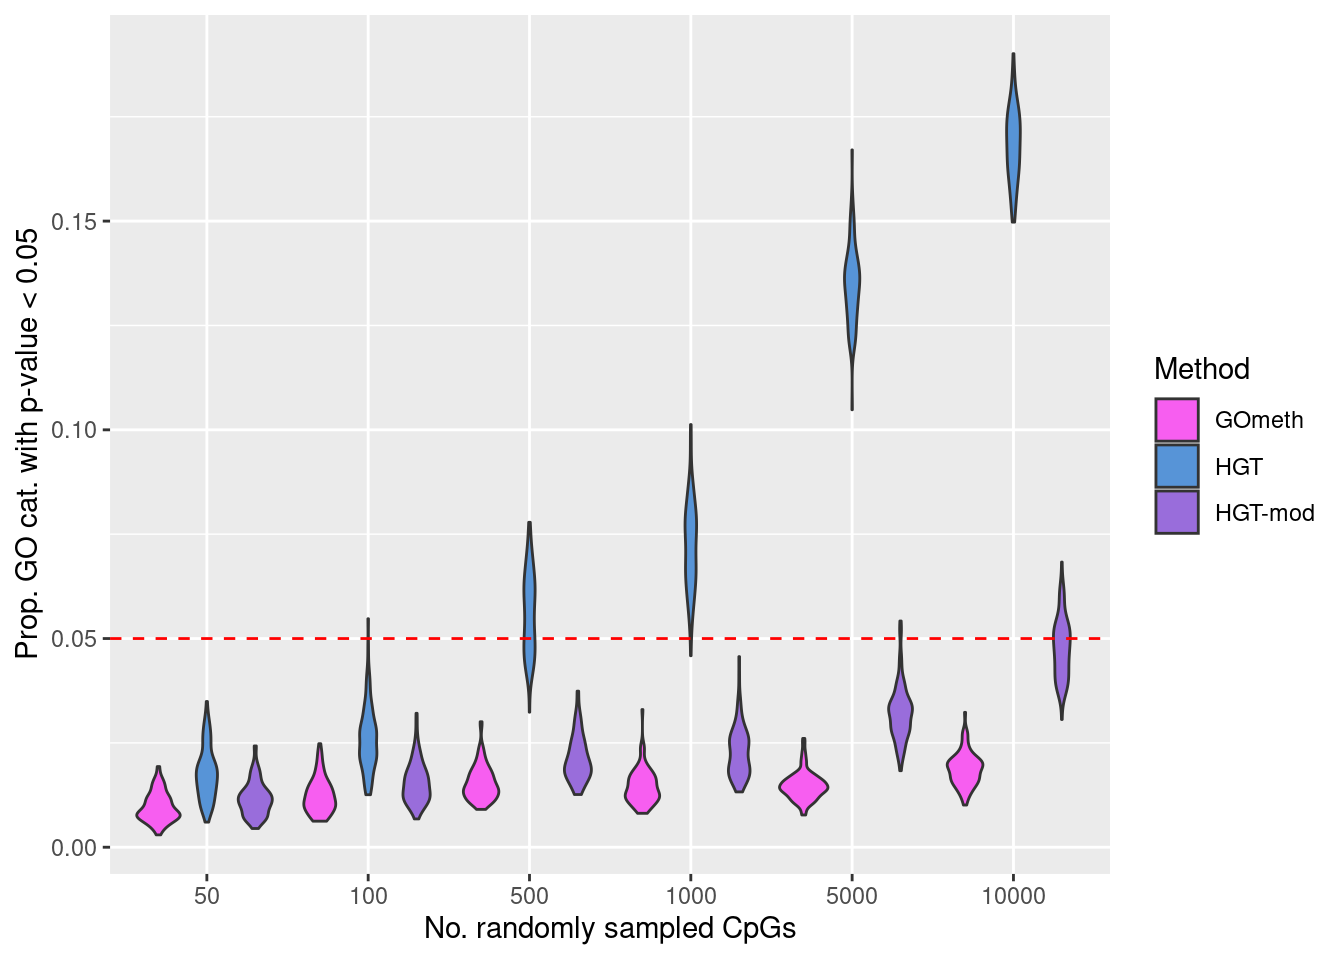 Prop. GO cat. with p-value < 0.05
0.15
0.10
0.05
0.00
50 100 500 1000 5000 10000
No. randomly sampled CpGs
Method
GOmeth
HGT
HGT-mod